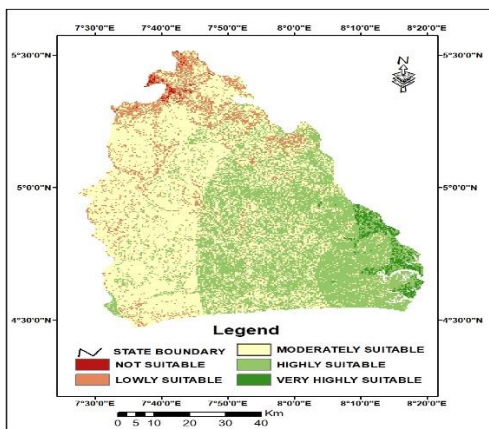 7°30'0"E 7°40'0"E 7°50'0"E 8°0'0"E 8°10'0"E 8°20'0"E
5°30'0"N 5°30'0"N
N
5°0'0"N 5°0'0"N
4°30'0"N 4°30'0"N
Legend
STATE BOUNDARY MODERATELY SUITABLE
NOT SUITABLE HIGHLY SUITABLE
LOWLY SUITABLE VERY HIGHLY SUITABLE
7°30'0"E 7°40'0"E 7°50'0"E 8°0'0"E 8°10'0"E 8°20'0"E
Km
0 5 10 20 30 40